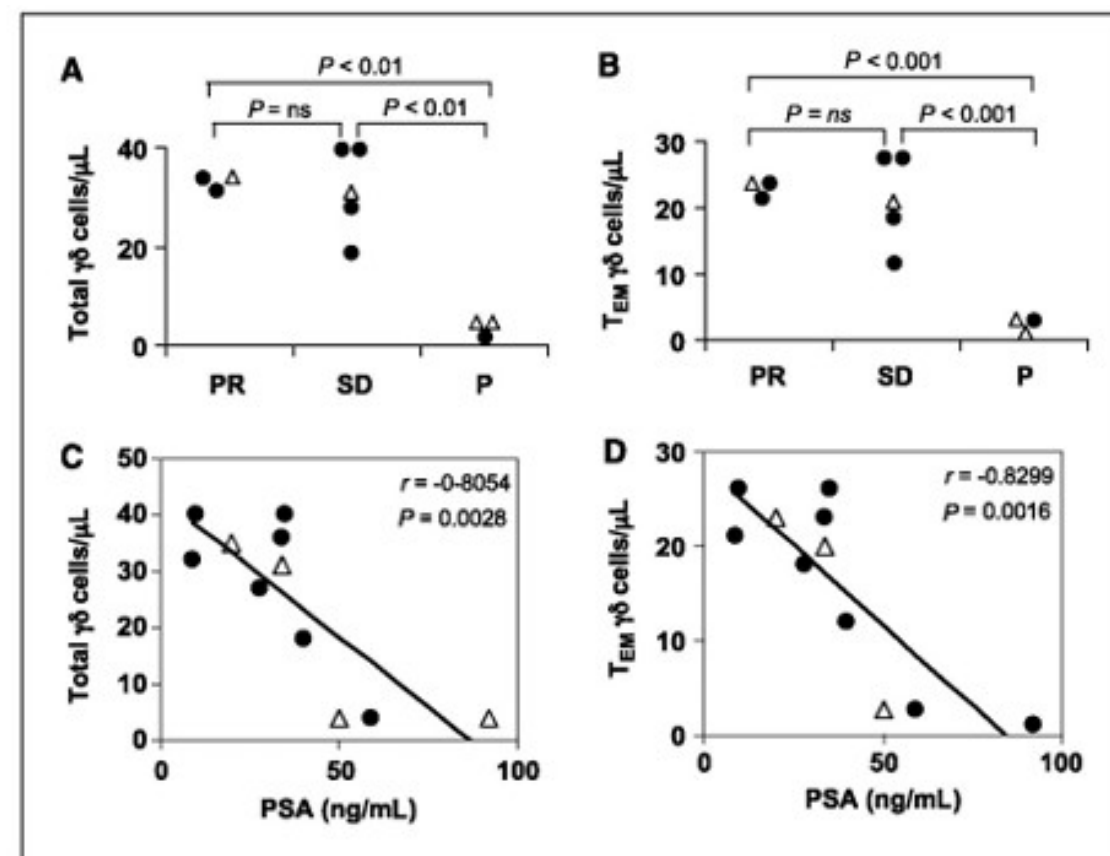 A
P < 0.01
P = ns
P < 0.01
Total γδ cells/μL
40
20
0
PR
SD
P
B
P < 0.001
P = ns
P < 0.001
TEM γδ cells/μL
30
20
10
0
PR
SD
P
C
r = -0-8054
P = 0.0028
Total γδ cells/μL
50
40
30
20
10
0
0
50
100
PSA (ng/mL)
D
r = -0.8299
P = 0.0016
TEM γδ cells/μL
30
20
10
0
0
50
100
PSA (ng/mL)